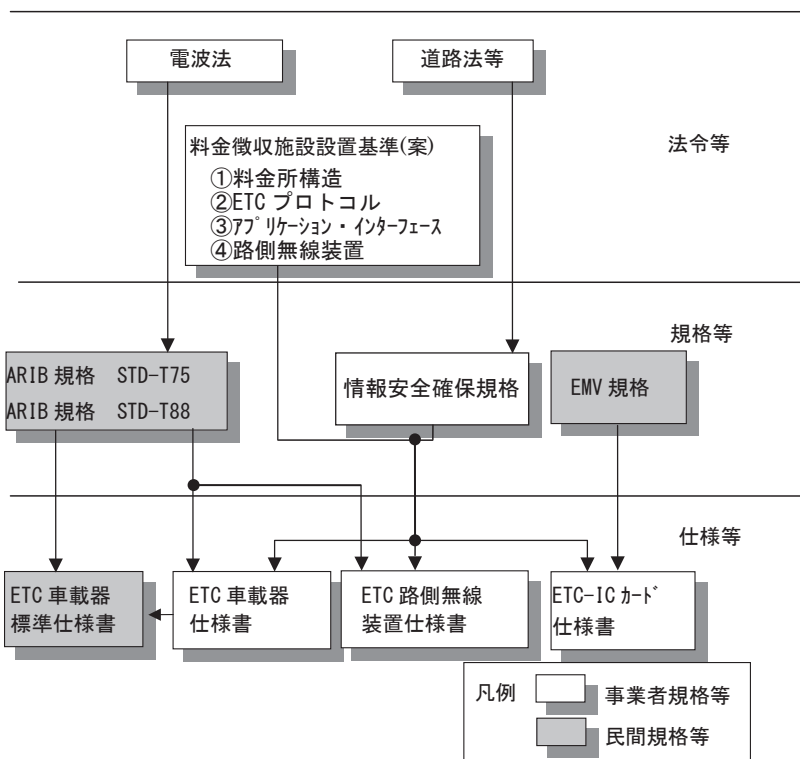 電波法
道路法等
法令等
料金徴収施設設置基準(案)
①料金所構造
②ETC プロトコル
③アプリケーション・インターフェース
④路側無線装置
規格等
ARIB 規格 STD-T75
ARIB 規格 STD-T88
情報安全確保規格
EMV 規格
仕様等
ETC 車載器
標準仕様書
ETC 車載器
仕様書
ETC 路側無線
装置仕様書
ETC-IC カード
仕様書
凡例
事業者規格等
民間規格等